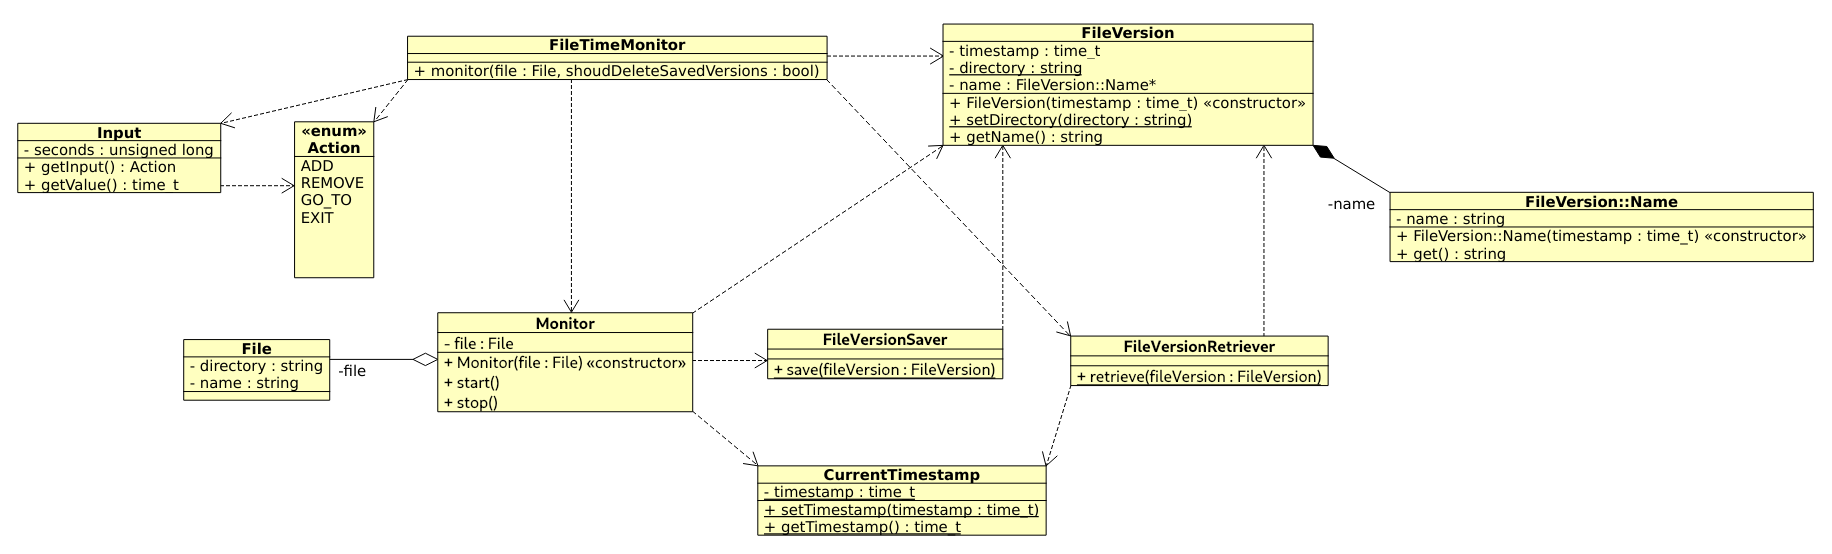 FileTimeMonitor
+ monitor(file : File, shoudDeleteSavedVersions : bool)
FileVersion
- timestamp : time_t
- directory : string
- name : FileVersion::Name*
+ FileVersion(timestamp : time_t) «constructor»
+ setDirectory(directory : string)
+ getName() : string
Input
- seconds : unsigned long
+ getInput() : Action
+ getValue() : time_t
«enum»
Action
ADD
REMOVE
GO_TO
EXIT
-name
FileVersion::Name
- name : string
+ FileVersion::Name(timestamp : time_t) «constructor»
+ get() : string
File
- directory : string
- name : string
-file
Monitor
- file : File
+ Monitor(file : File) «constructor»
+ start()
+ stop()
FileVersionSaver
+ save(fileVersion : FileVersion)
FileVersionRetriever
+ retrieve(fileVersion : FileVersion)
CurrentTimestamp
- timestamp : time_t
+ setTimestamp(timestamp : time_t)
+ getTimestamp() : time_t